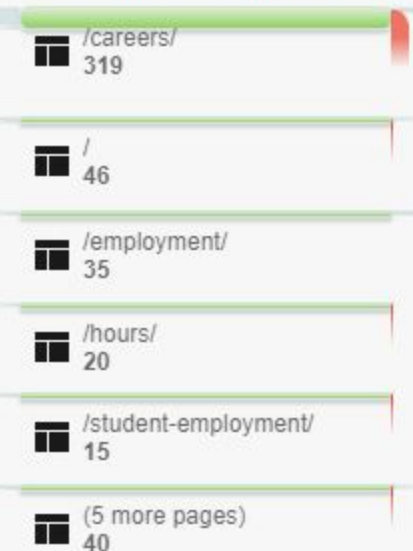 /careers/
319
/
46
/employment/
35
/hours/
20
/student-employment/
15
(5 more pages)
40